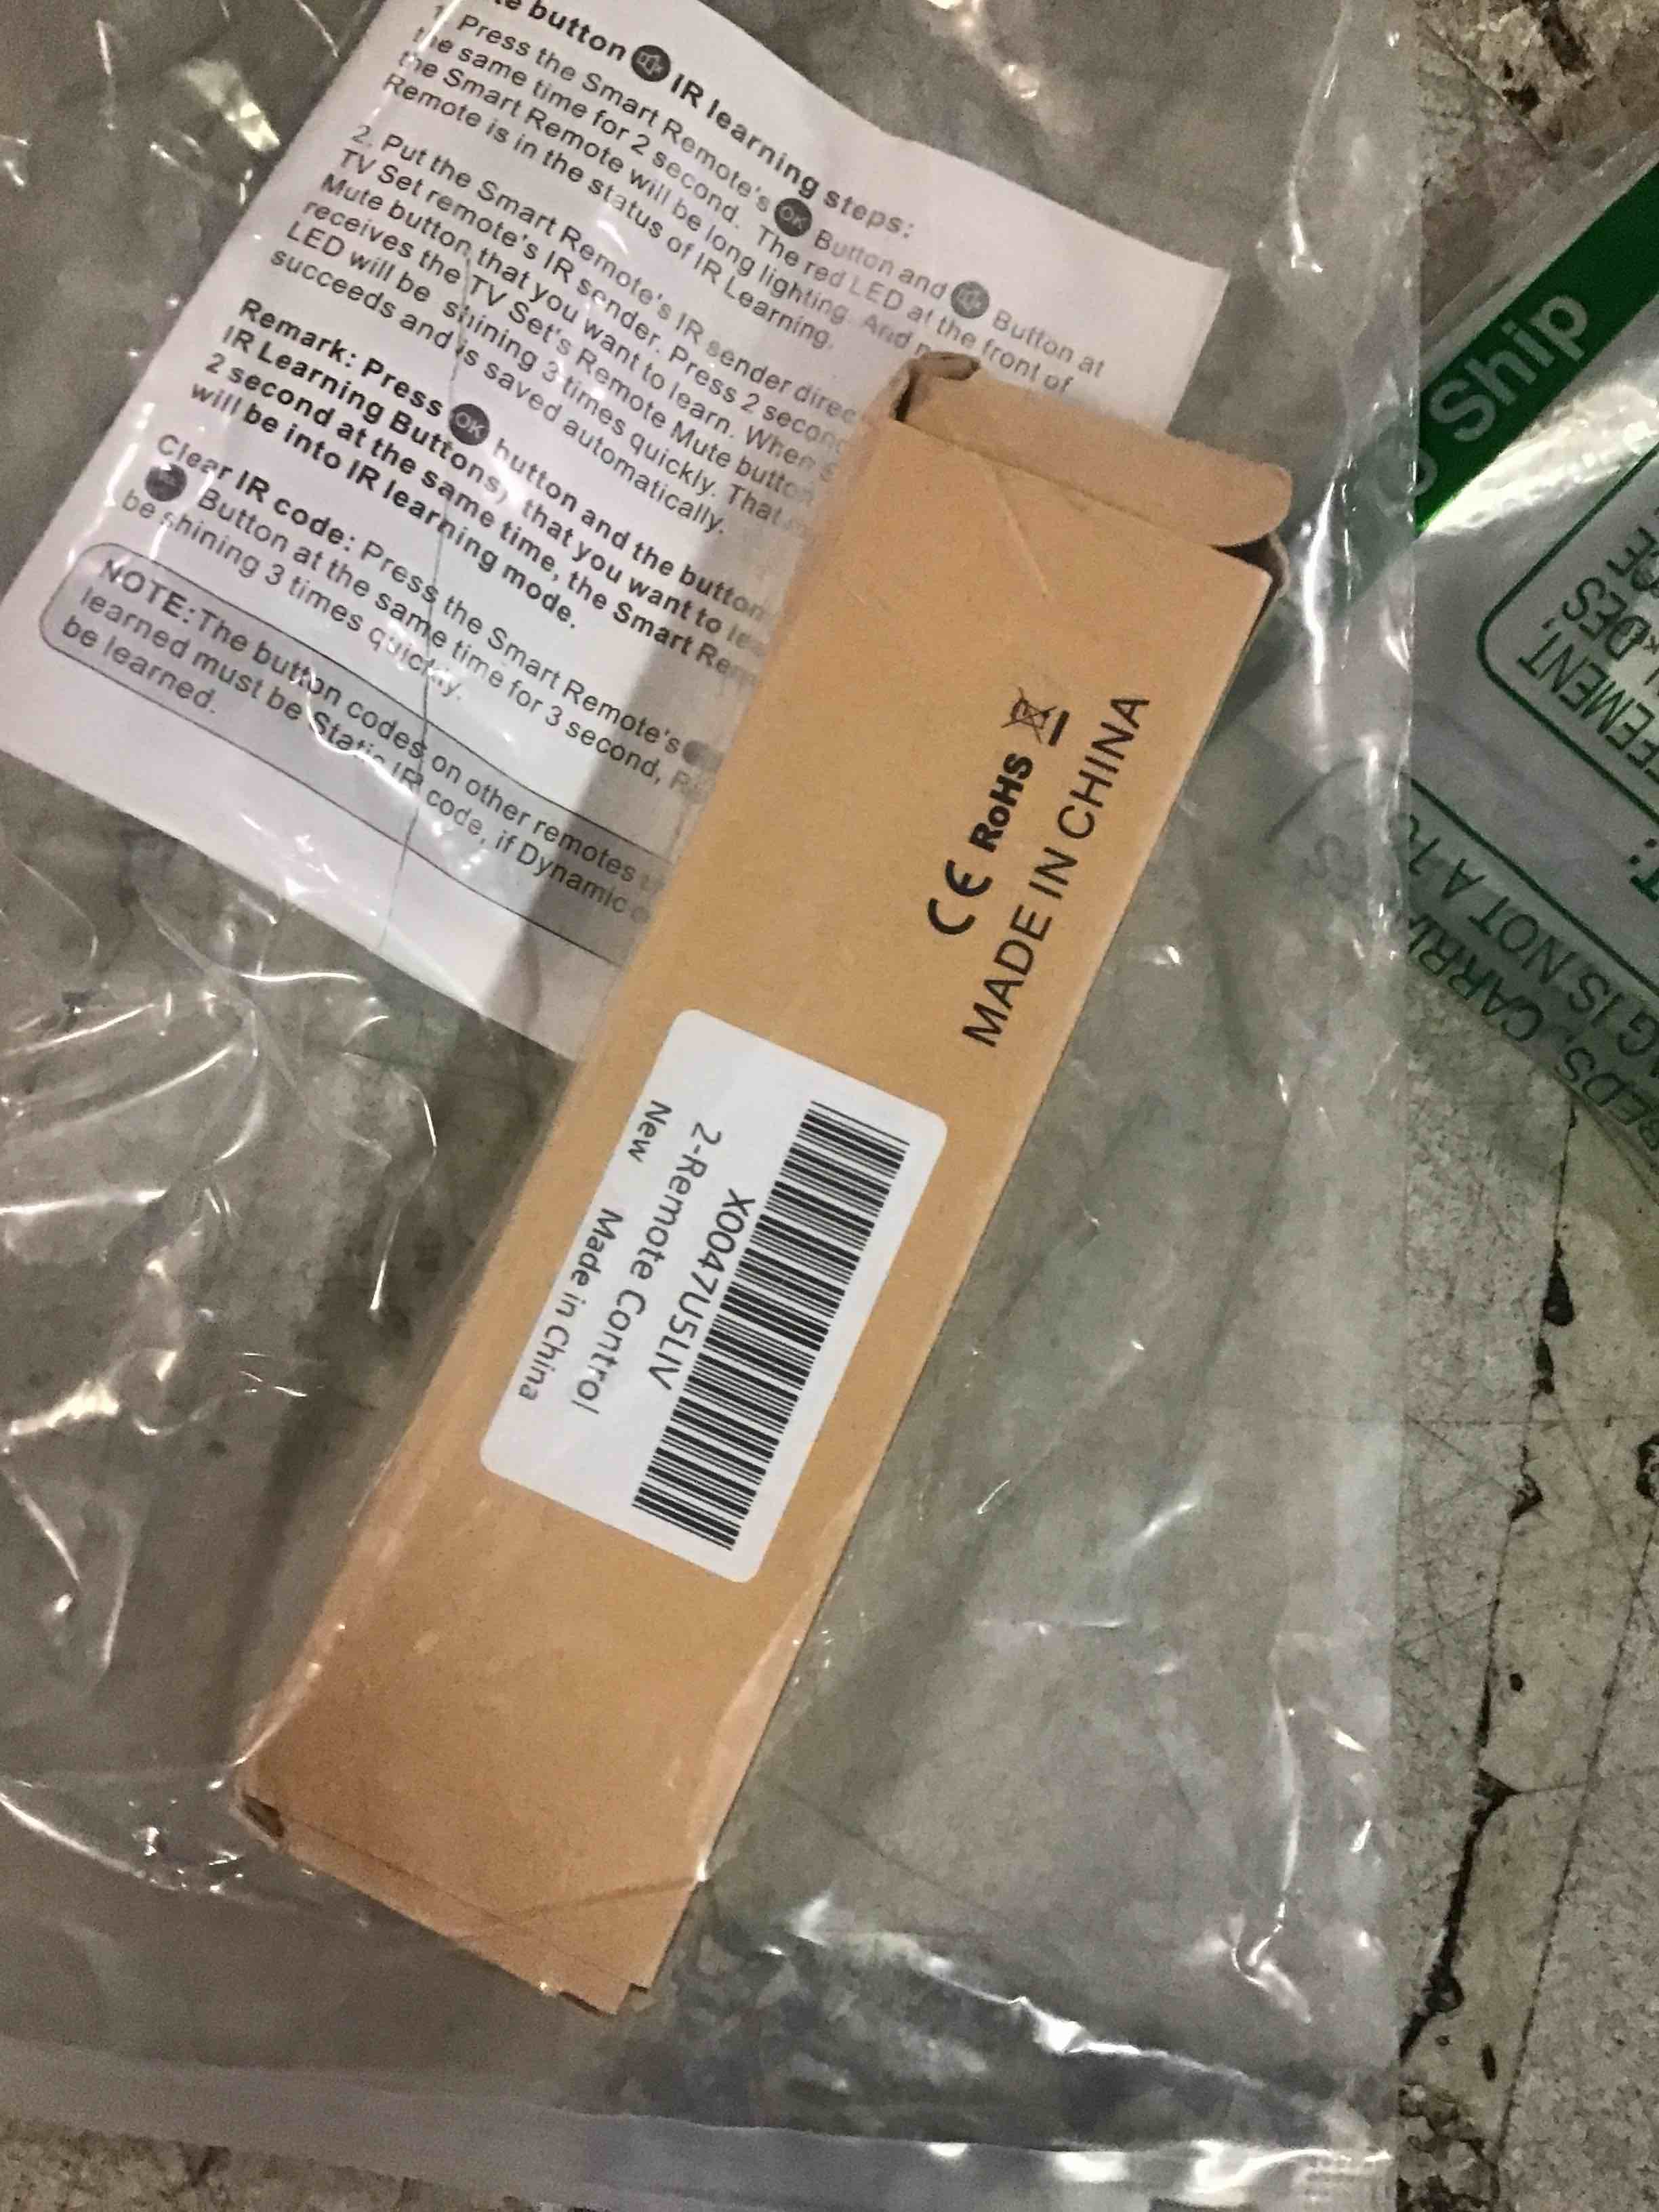 button IR learning steps:
1. Press the Smart Remote's OK Button and Button at
the same time for 2 second. The red LED at the front of
the Smart Remote will be long lighting. And
Remote is in the status of IR Learning.
2. Put the Smart Remote's IR sender
TV Set remote's IR sender. Press 2
Mute button that you want to learn. When
receives the TV Set's Remote Mute button
LED will be shining 3 times quickly. That
succeeds and is saved automatically.
Remark: Press OK button and the button
IR Learning Buttons) that you want to
2 second at the same time, the Smart
will be into IR learning mode.
Clear IR code: Press the Smart Remote's
Button at the same time for 3 second,
be shining 3 times quickly.
NOTE: The button codes on other remotes
learned must be Static IR code, if Dynamic
be learned.
CE RoHS
MADE IN CHINA
X0047U5LIV
2-Remote Control
New Made in China
Ship